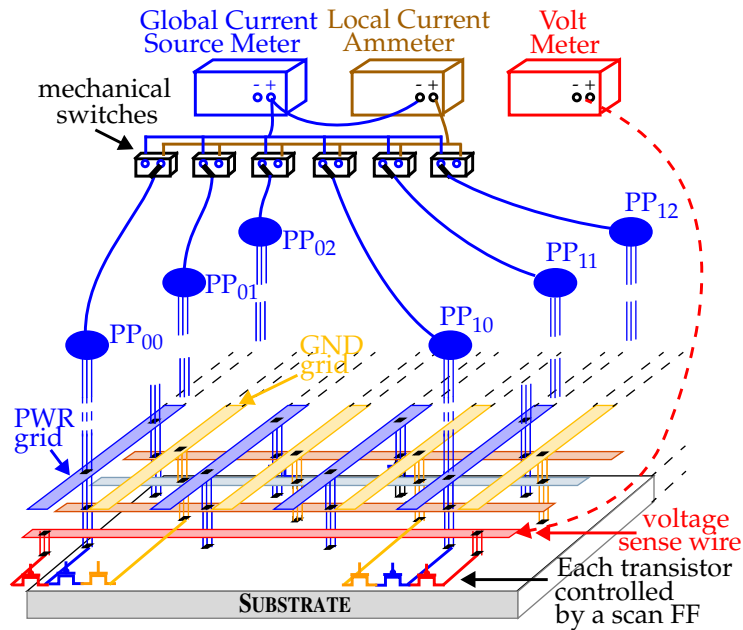 Global Current
Source Meter
Local Current
Ammeter
Volt
Meter
- +
- +
- +
mechanical
switches
PP12
PP02
PP11
PP01
PP00
PP10
GND
grid
PWR
grid
voltage
sense wire
Each transistor
controlled
by a scan FF
SUBSTRATE